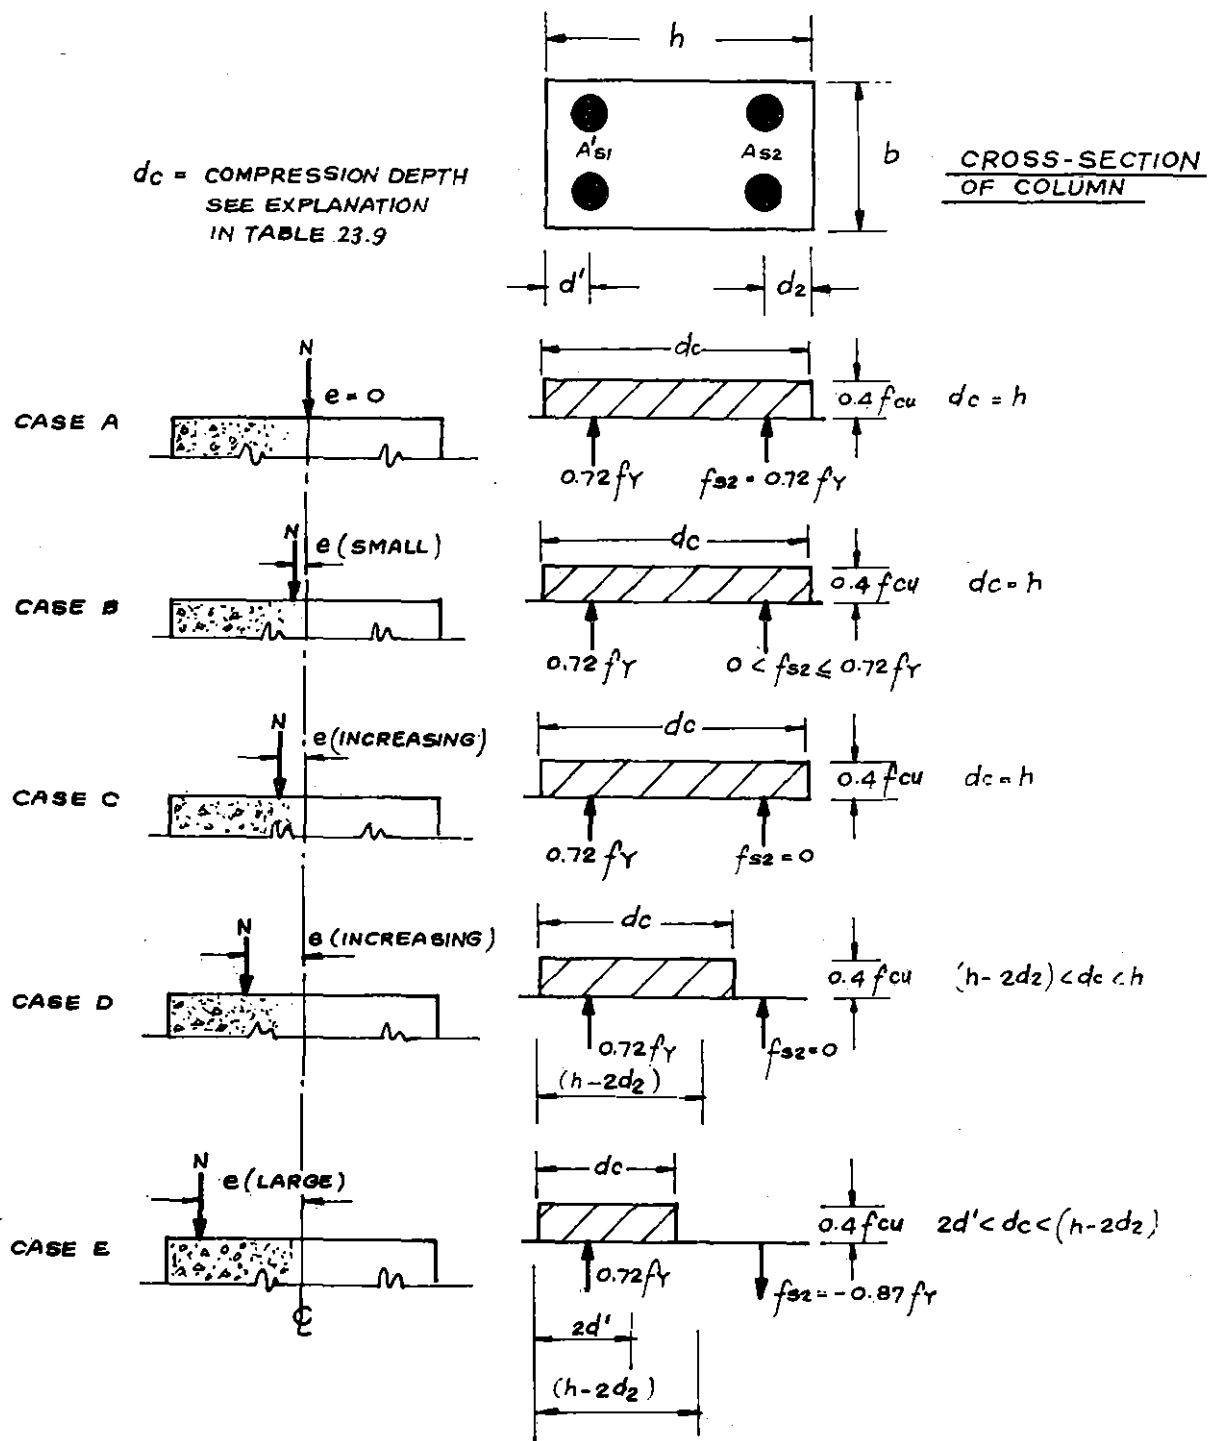 h
A's1
As2
b
CROSS-SECTION
OF COLUMN
dc = COMPRESSION DEPTH
SEE EXPLANATION
IN TABLE 23.9
d'
d2
CASE A
N
e = 0
dc
0.4 fcu
dc = h
0.72 fY
fs2 = 0.72 fY
CASE B
N
e (SMALL)
dc
0.4 fcu
dc = h
0.72 fY
0 < fs2 ≤ 0.72 fY
CASE C
N
e (INCREASING)
dc
0.4 fcu
dc = h
0.72 fY
fs2 = 0
CASE D
N
e (INCREASING)
dc
0.4 fcu
(h - 2d2) < dc < h
0.72 fY
fs2 = 0
(h - 2d2)
CASE E
N
e (LARGE)
dc
0.4 fcu
2d' < dc < (h - 2d2)
0.72 fY
fs2 = -0.87 fY
2d'
(h - 2d2)
℄